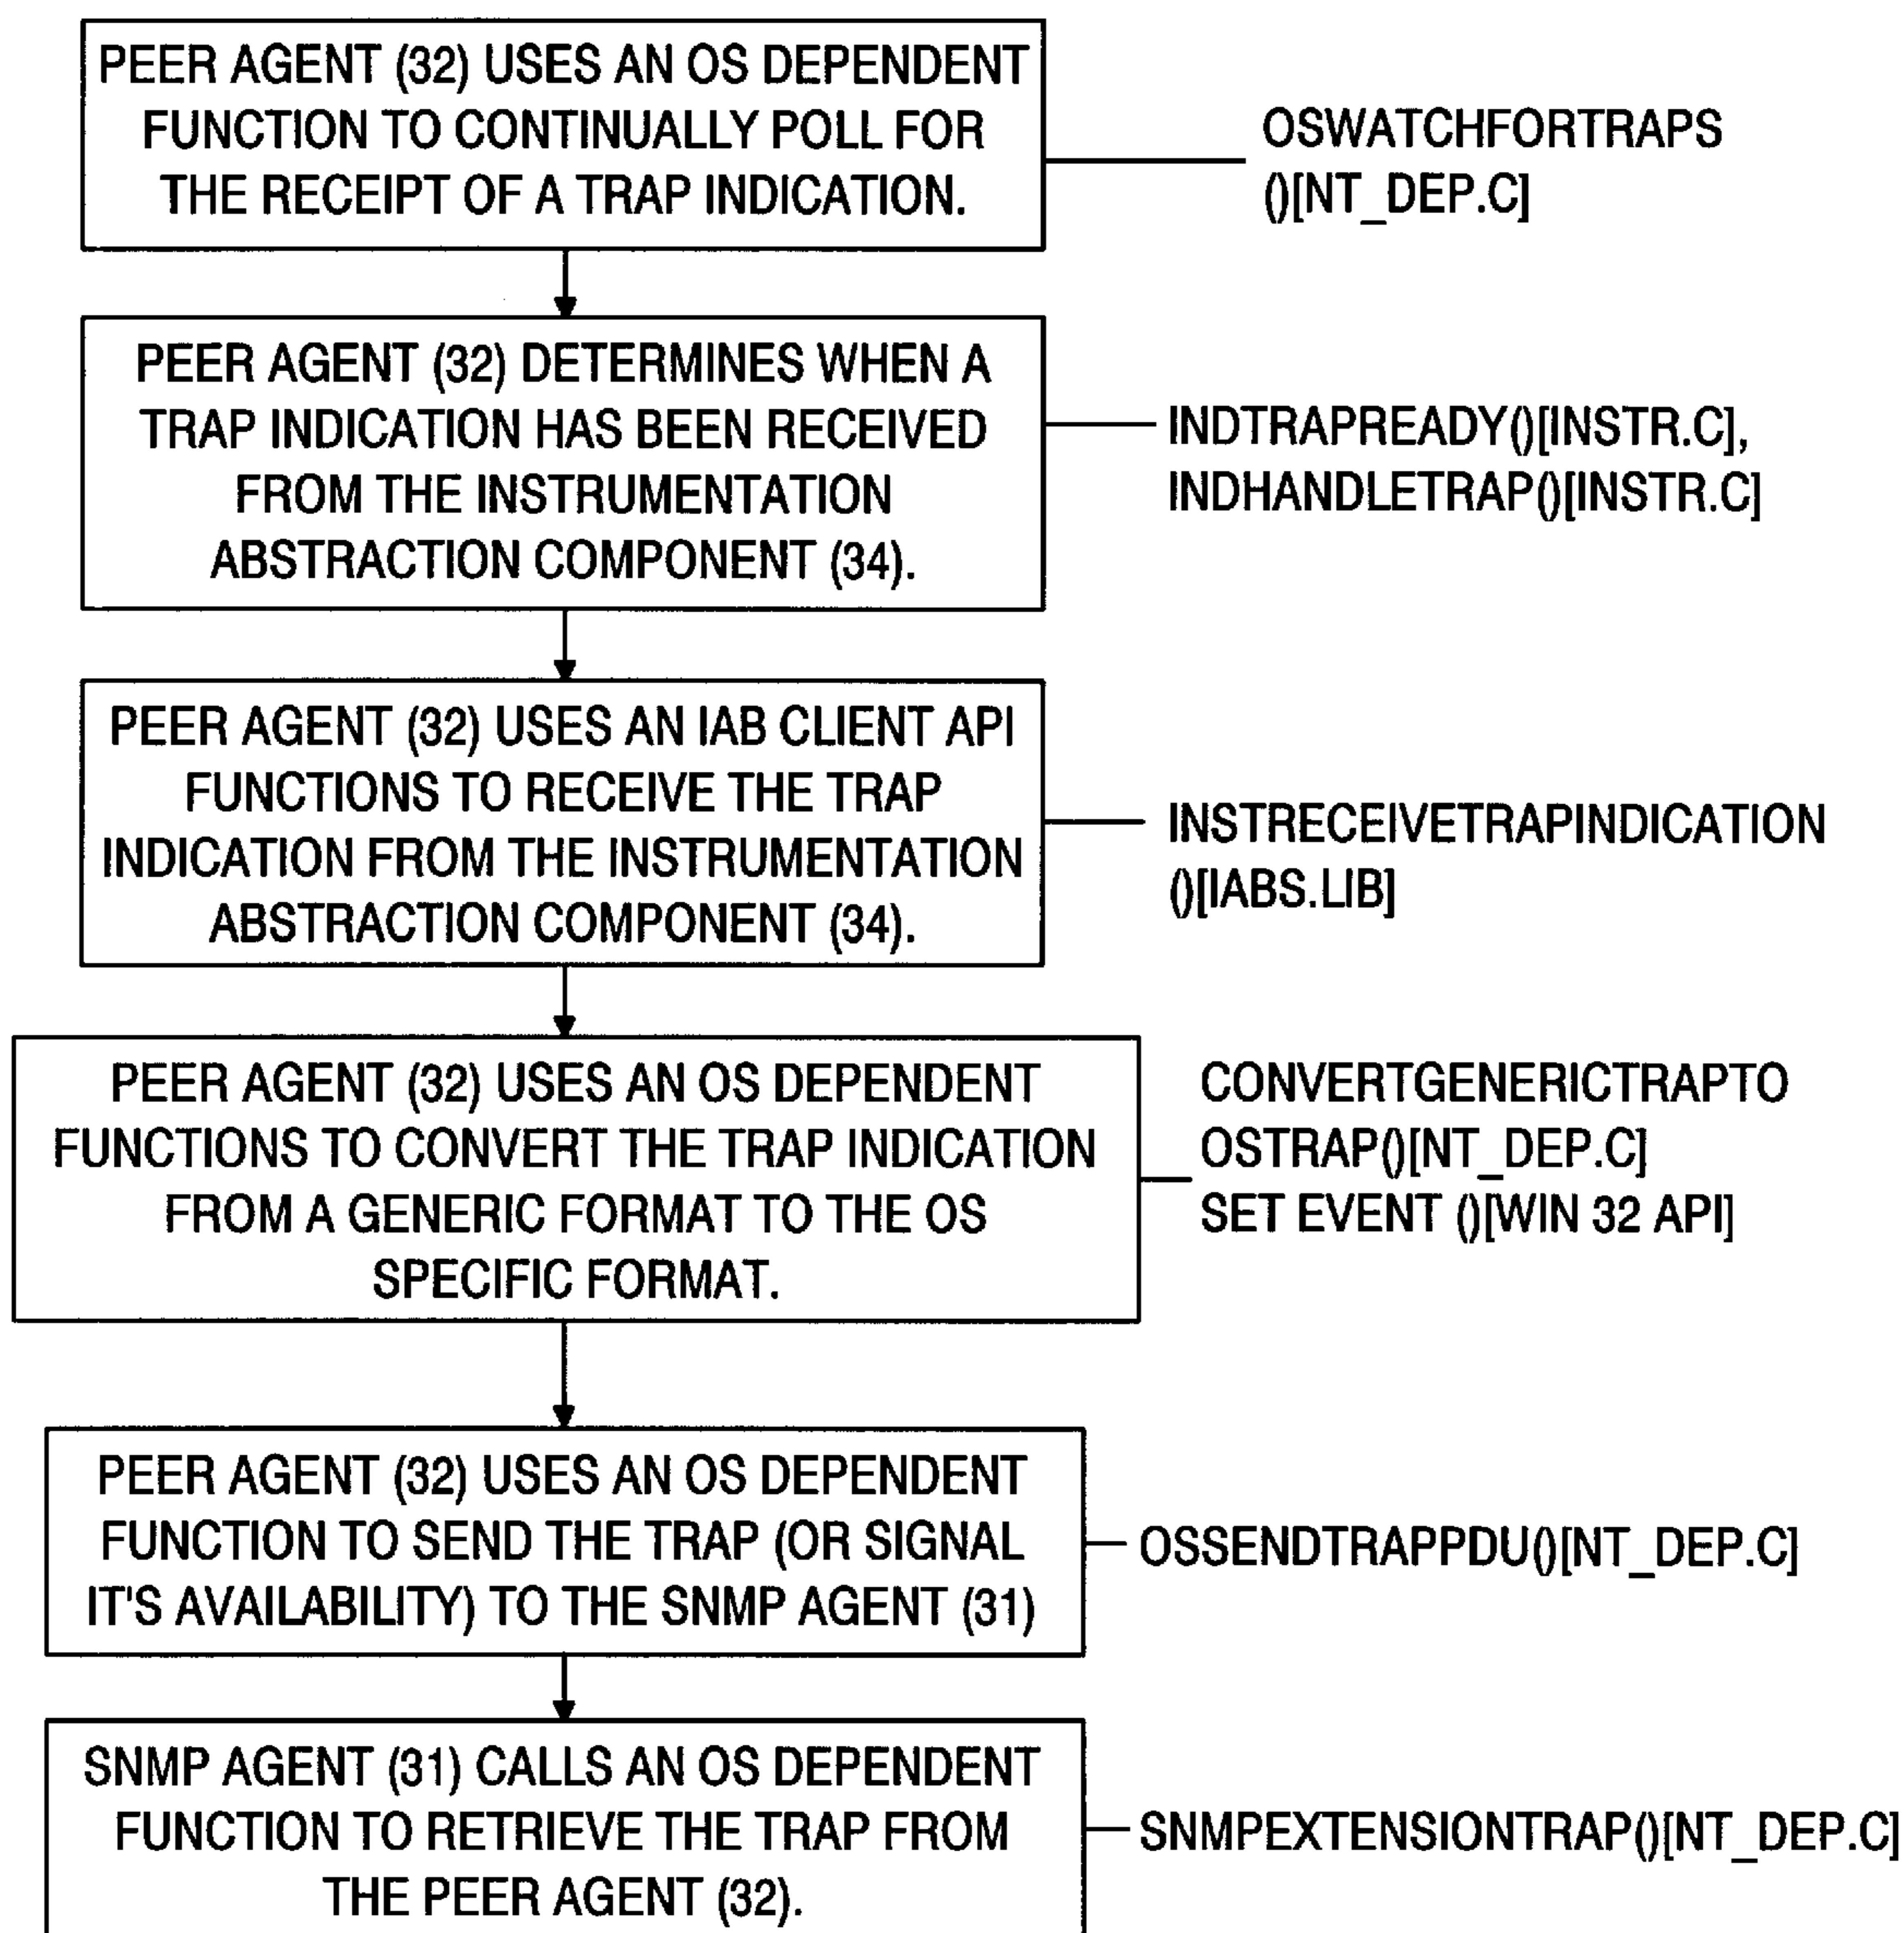 PEER AGENT (32) USES AN OS DEPENDENT
FUNCTION TO CONTINUALLY POLL FOR
THE RECEIPT OF A TRAP INDICATION.
OSWATCHFORTRAPS
()[NT_DEP.C]
PEER AGENT (32) DETERMINES WHEN A
TRAP INDICATION HAS BEEN RECEIVED
FROM THE INSTRUMENTATION
ABSTRACTION COMPONENT (34).
INDTRAPREADY()[INSTR.C],
INDHANDLETRAP()[INSTR.C]
PEER AGENT (32) USES AN IAB CLIENT API
FUNCTIONS TO RECEIVE THE TRAP
INDICATION FROM THE INSTRUMENTATION
ABSTRACTION COMPONENT (34).
INSTRECEIVETRAPINDICATION
()[IABS.LIB]
PEER AGENT (32) USES AN OS DEPENDENT
FUNCTIONS TO CONVERT THE TRAP INDICATION
FROM A GENERIC FORMAT TO THE OS
SPECIFIC FORMAT.
CONVERTGENERICTRAPTO
OSTRAP()[NT_DEP.C]
SET EVENT ()[WIN 32 API]
PEER AGENT (32) USES AN OS DEPENDENT
FUNCTION TO SEND THE TRAP (OR SIGNAL
IT'S AVAILABILITY) TO THE SNMP AGENT (31)
OSSENDTRAPPDU()[NT_DEP.C]
SNMP AGENT (31) CALLS AN OS DEPENDENT
FUNCTION TO RETRIEVE THE TRAP FROM
THE PEER AGENT (32).
SNMPEXTENSIONTRAP()[NT_DEP.C]